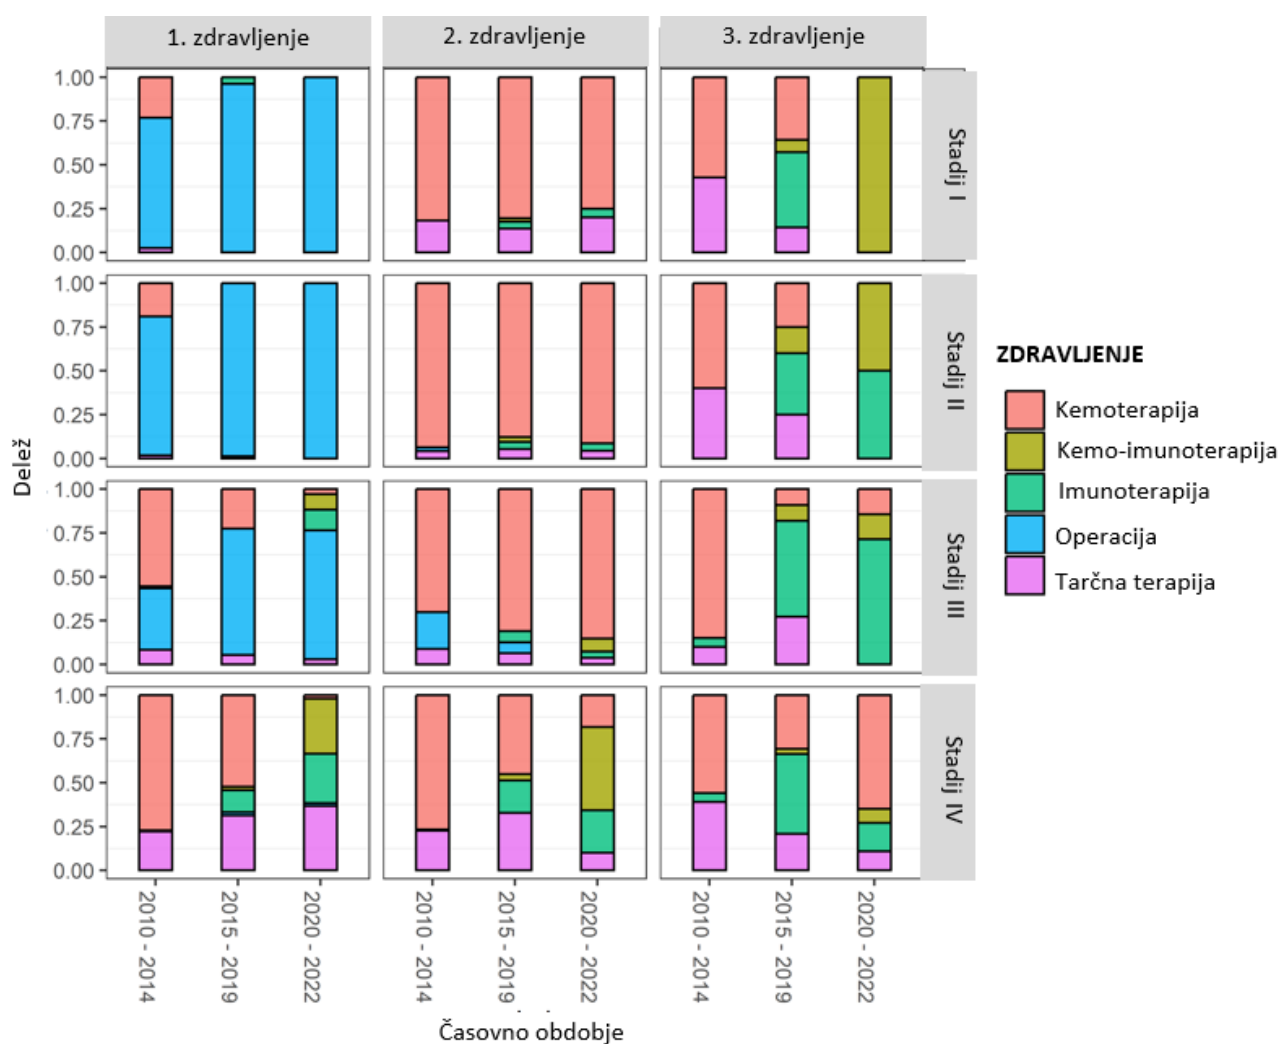 1. zdravljenje
2. zdravljenje
3. zdravljenje
1.00
0.75
0.50
0.25
0.00
Stadij I
1.00
0.75
0.50
0.25
0.00
Stadij II
1.00
0.75
0.50
0.25
0.00
Stadij III
1.00
0.75
0.50
0.25
0.00
Stadij IV
Delež
2010 - 2014
2015 - 2019
2020 - 2022
2010 - 2014
2015 - 2019
2020 - 2022
2010 - 2014
2015 - 2019
2020 - 2022
Časovno obdobje
ZDRAVLJENJE
Kemoterapija
Kemo-imunoterapija
Imunoterapija
Operacija
Tarčna terapija